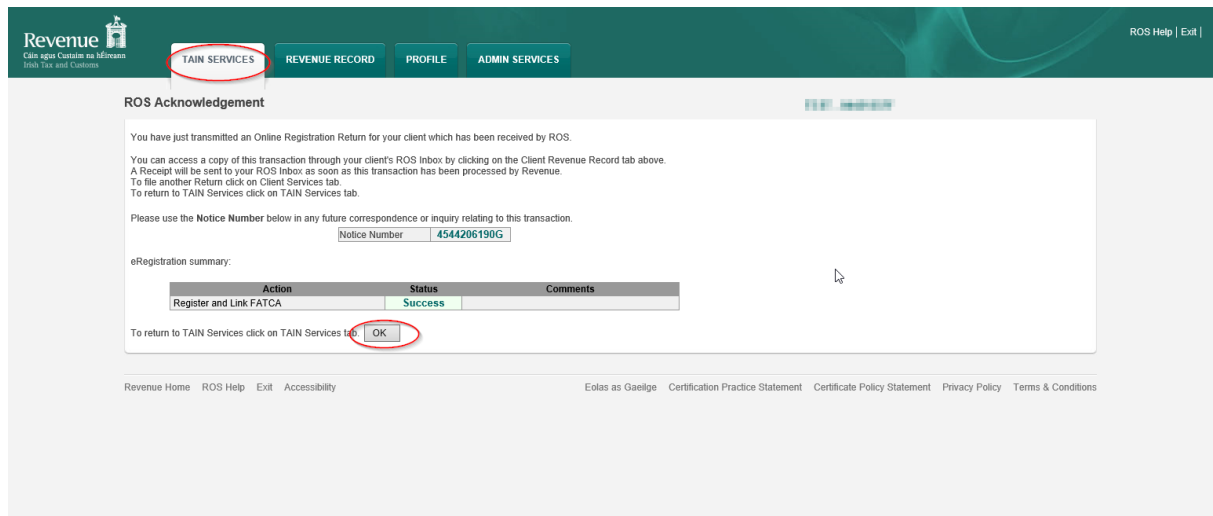 ROS Help | Exit |
Revenue
Cáin agus Custaim na hÉireann
Irish Tax and Customs
TAIN SERVICES
REVENUE RECORD
PROFILE
ADMIN SERVICES
ROS Acknowledgement
You have just transmitted an Online Registration Return for your client which has been received by ROS.
You can access a copy of this transaction through your client's ROS Inbox by clicking on the Client Revenue Record tab above.
A Receipt will be sent to your ROS Inbox as soon as this transaction has been processed by Revenue.
To file another Return click on Client Services tab.
To return to TAIN Services click on TAIN Services tab.
Please use the Notice Number below in any future correspondence or inquiry relating to this transaction.
Notice Number 4544206190G
eRegistration summary:
Action Status Comments
Register and Link FATCA Success
To return to TAIN Services click on TAIN Services tab. OK
Revenue Home ROS Help Exit Accessibility Eolas as Gaeilge Certification Practice Statement Certificate Policy Statement Privacy Policy Terms & Conditions